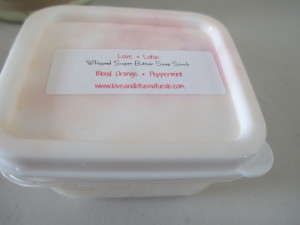 Love + Lotus
Whipped Sugar Butter Soap Scrub
Blood Orange + Peppermint
www.loveandlotusnaturals.com